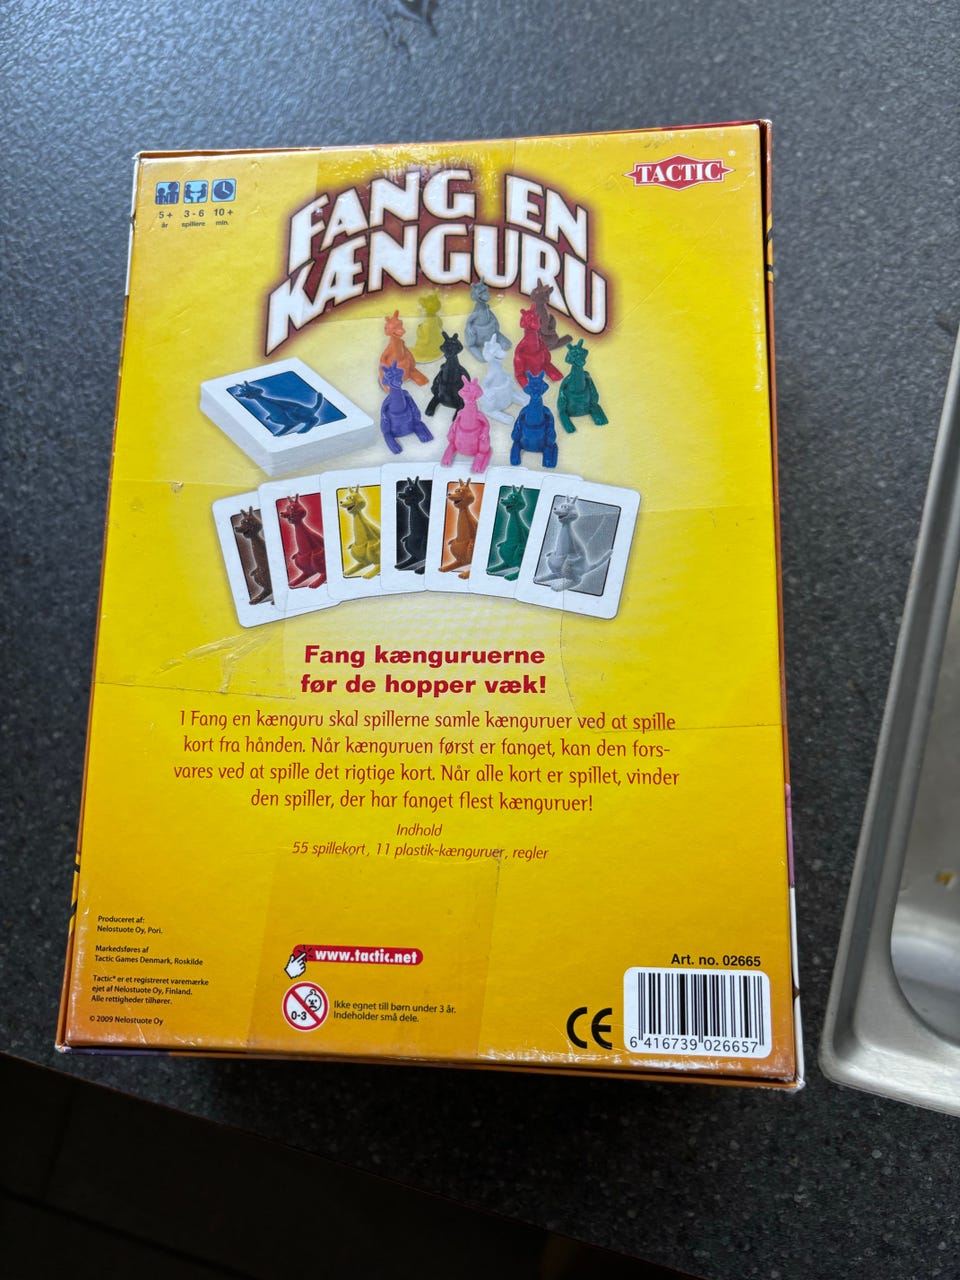 TACTIC®
5+ 3 - 6 10+
år spillere min.
FANG EN
KÆNGURU
Fang kænguruerne
før de hopper væk!
I Fang en kænguru skal spillerne samle kænguruer ved at spille
kort fra hånden. Når kænguruen først er fanget, kan den fors-
vares ved at spille det rigtige kort. Når alle kort er spillet, vinder
den spiller, der har fanget flest kænguruer!
Indhold
55 spillekort, 11 plastik-kænguruer, regler
Produceret af:
Nelostuote Oy, Pori.
Markedsføres af
Tactic Games Denmark, Roskilde
Tactic® er et registreret varemærke
ejet af Nelostuote Oy, Finland.
Alle rettigheder tilhører.
© 2009 Nelostuote Oy
www.tactic.net
0-3
Ikke egnet til børn under 3 år.
Indeholder små dele.
CE
Art. no. 02665
6 416739 026657